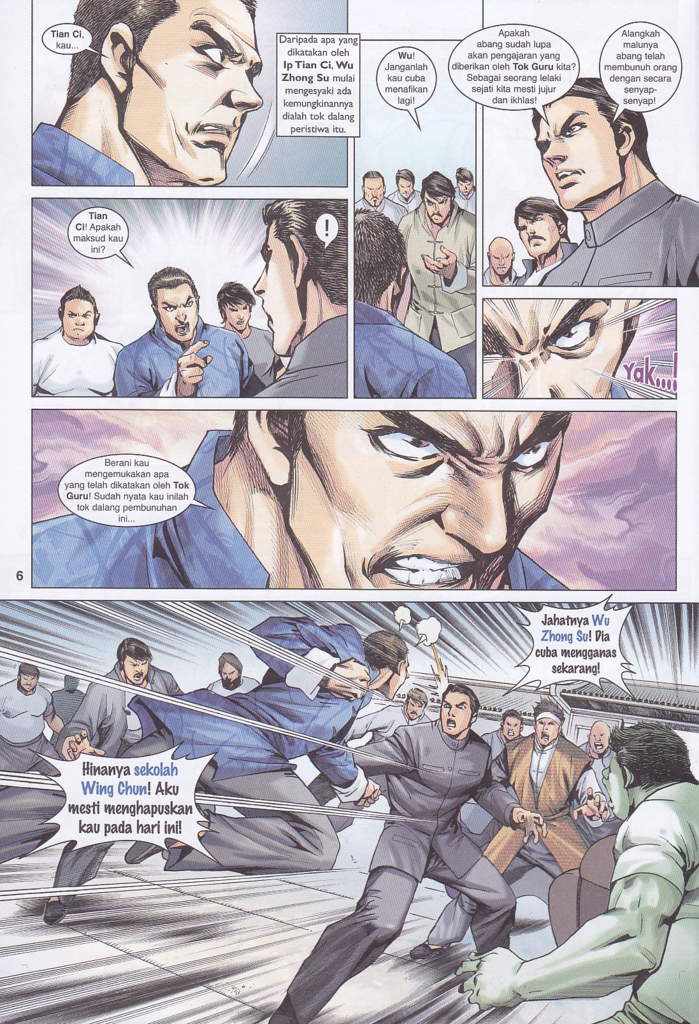 Tian Ci,
kau...
Daripada apa yang
dikatakan oleh
Ip Tian Ci, Wu
Zhong Su mulai
mengesyaki ada
kemungkinannya
dialah dalang
peristiwa itu.
Wu!
Janganlah
kau cuba
menafikan
lagi!
Apakah
abang sudah lupa
akan pengajaran yang
diberikan oleh Tok Guru kita?
Sebagai seorang lelaki
sejati kita mesti jujur
dan ikhlas!
Alangkah
malunya
abang telah
membunuh orang
dengan secara
senyap-
senyap!
Tian
Ci! Apakah
maksud kau
ini?
!
Yak....!
Berani kau
mengemukakan apa
yang telah dikatakan oleh Tok
Guru! Sudah nyata kau inilah
tok dalang pembunuhan
ini...
6
Jahatnya Wu
Zhong Su! Dia
cuba mengganas
sekarang!
Hinanya sekolah
Wing Chun! Aku
mesti menghapuskan
kau pada hari ini!